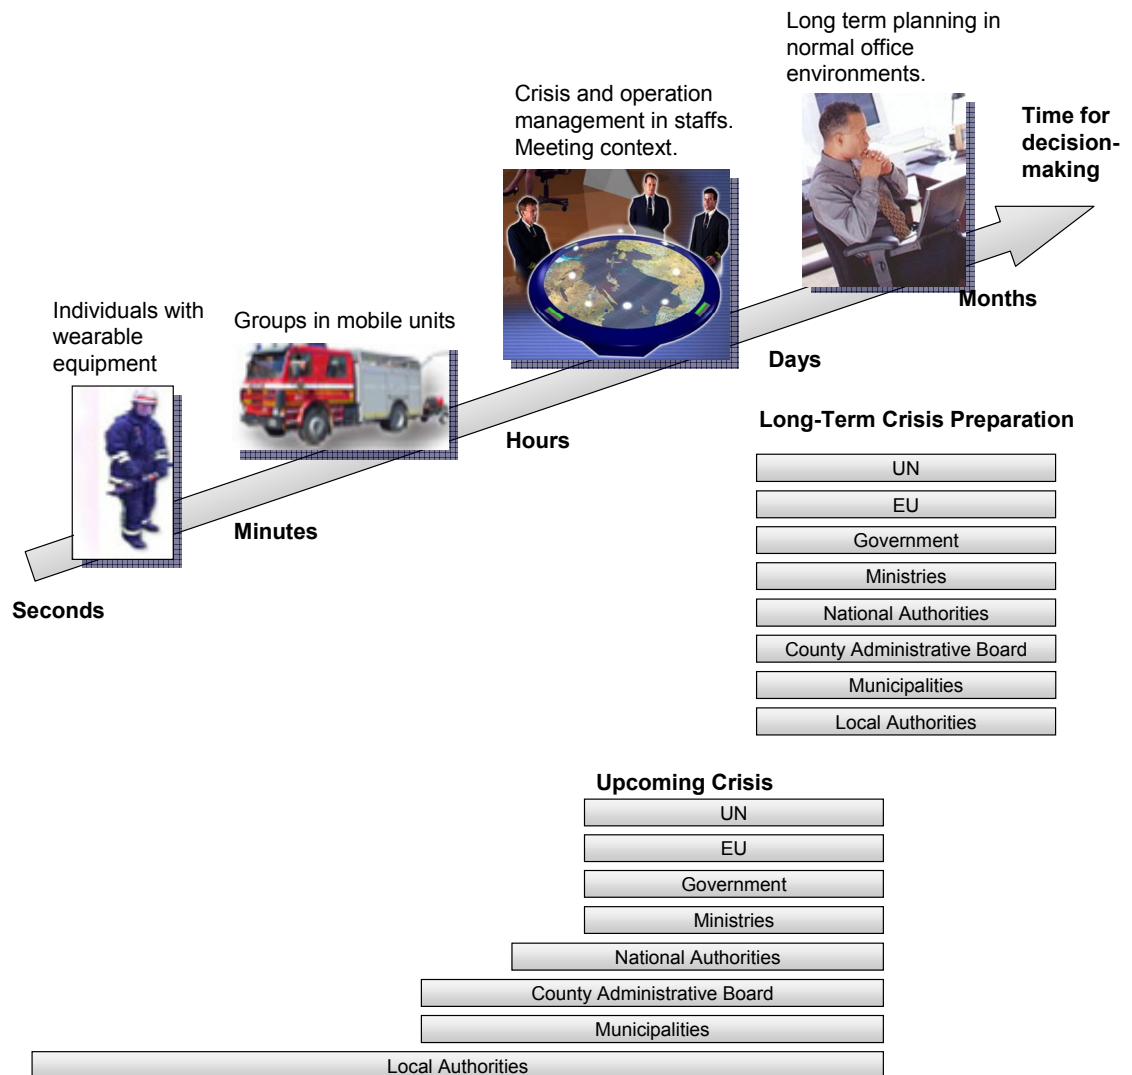 Long term planning in
normal office
environments.
Crisis and operation
management in staffs.
Meeting context.
Time for
decision-
making
Individuals with
wearable
equipment
Groups in mobile units
Months
Days
Hours
Minutes
Seconds
Long-Term Crisis Preparation
UN
EU
Government
Ministries
National Authorities
County Administrative Board
Municipalities
Local Authorities
Upcoming Crisis
UN
EU
Government
Ministries
National Authorities
County Administrative Board
Municipalities
Local Authorities